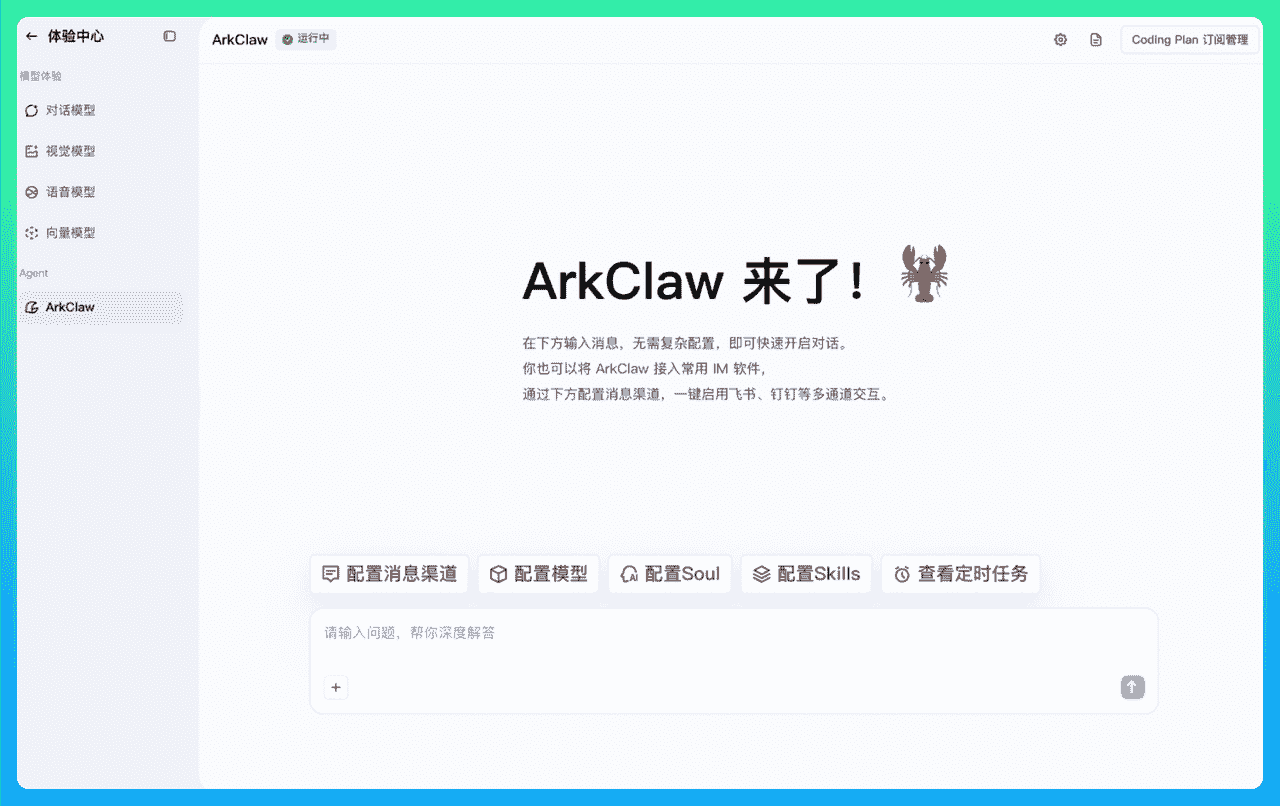 体验中心
模型体验
对话模型
视觉模型
语音模型
向量模型
Agent
ArkClaw
ArkClaw 运行中
Coding Plan 订阅管理
ArkClaw 来了！
在下方输入消息，无需复杂配置，即可快速开启对话。
你也可以将 ArkClaw 接入常用 IM 软件，
通过下方配置消息渠道，一键启用飞书、钉钉等多通道交互。
配置消息渠道 配置模型 配置Soul 配置Skills 查看定时任务
请输入问题，帮你深度解答